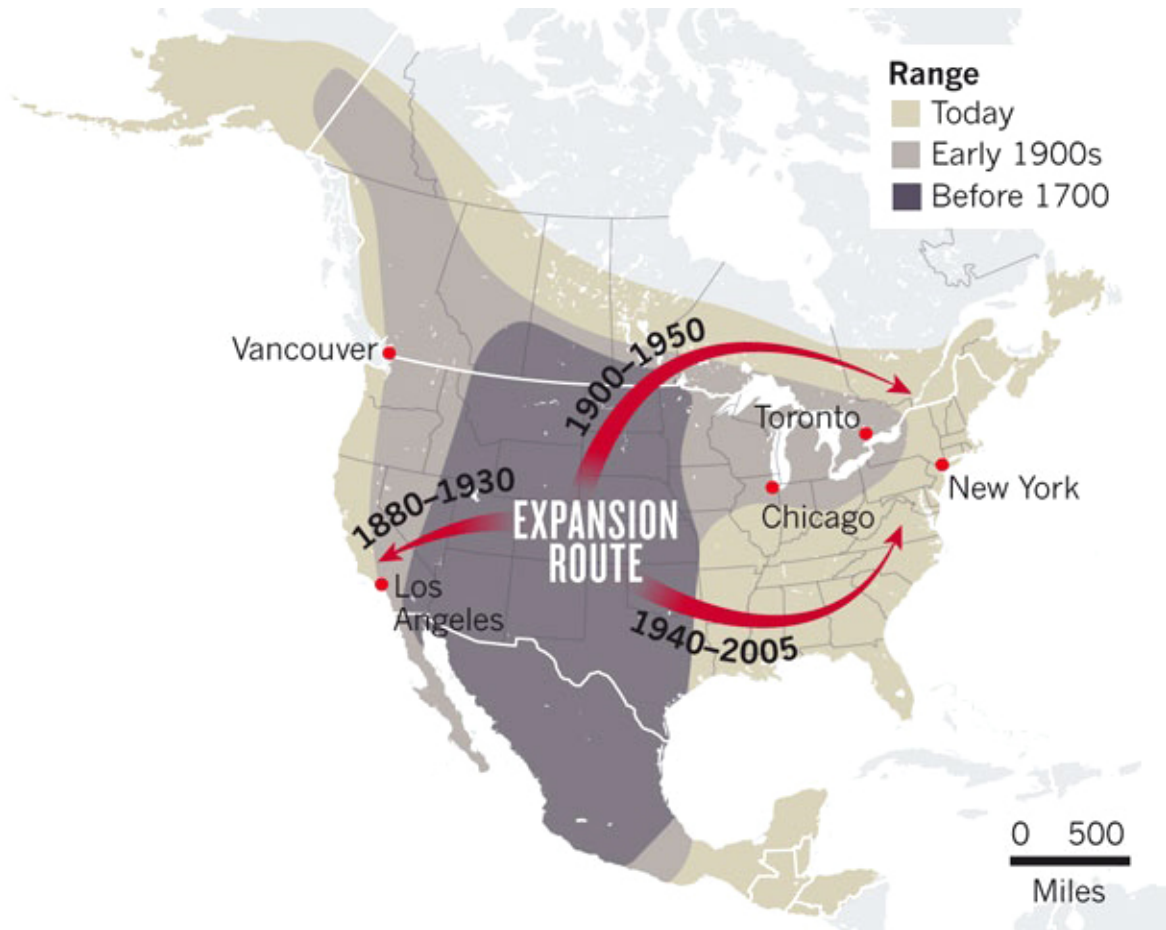 Range
Today
Early 1900s
Before 1700
Vancouver
1900–1950
Toronto
1880–1930
New York
EXPANSION
ROUTE
Chicago
Los
Angeles
1940–2005
0 500
Miles